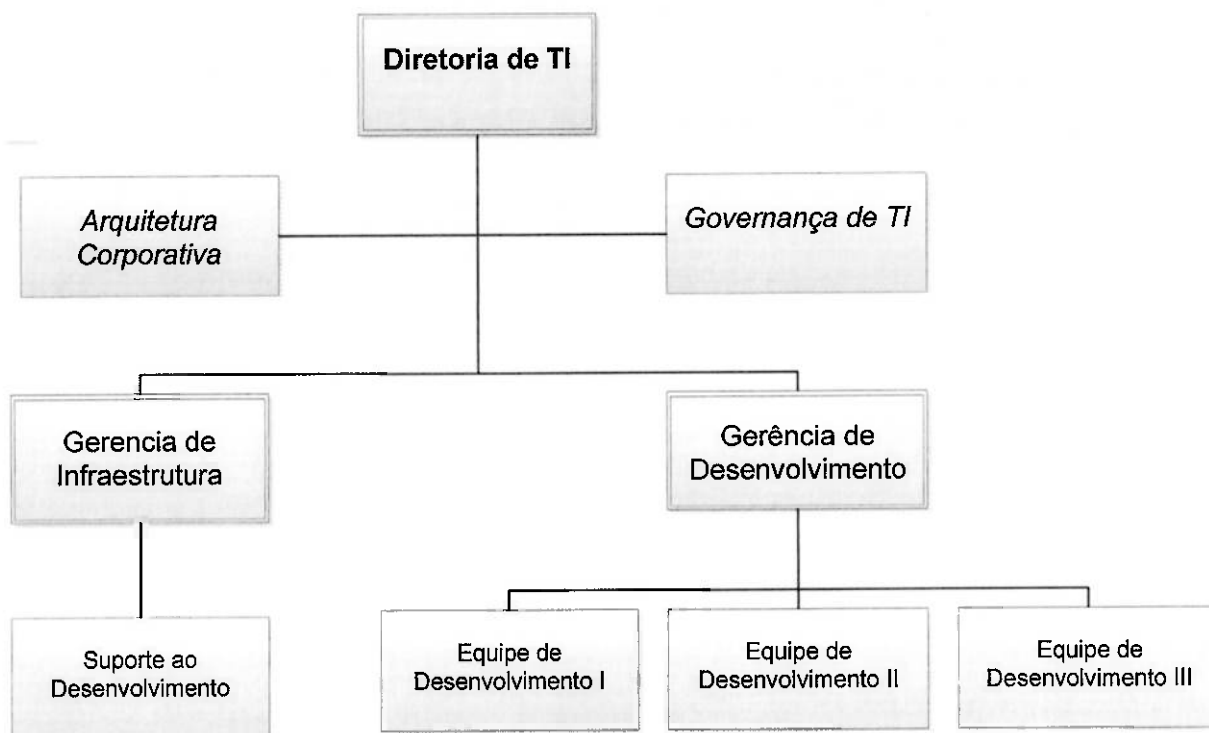 Diretoria de TI
Arquitetura
Corporativa
Governança de TI
Gerencia de
Infraestrutura
Gerência de
Desenvolvimento
Suporte ao
Desenvolvimento
Equipe de
Desenvolvimento I
Equipe de
Desenvolvimento II
Equipe de
Desenvolvimento III